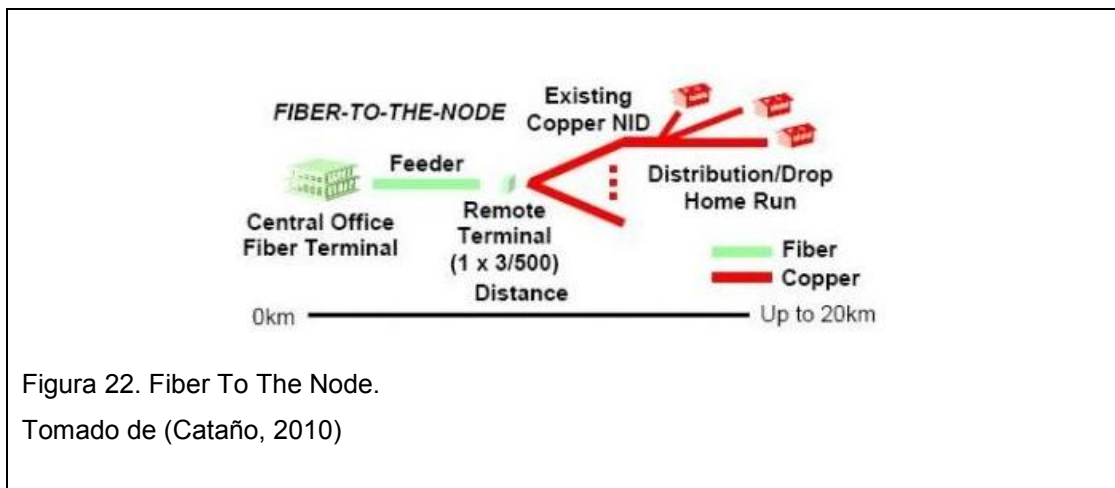 FIBER-TO-THE-NODE
Existing
Copper NID
Feeder
Central Office
Fiber Terminal
Remote
Terminal
(1 x 3/500)
Distribution/Drop
Home Run
Fiber
Copper
Distance
0km
Up to 20km
Figura 22. Fiber To The Node.
Tomado de (Cataño, 2010)